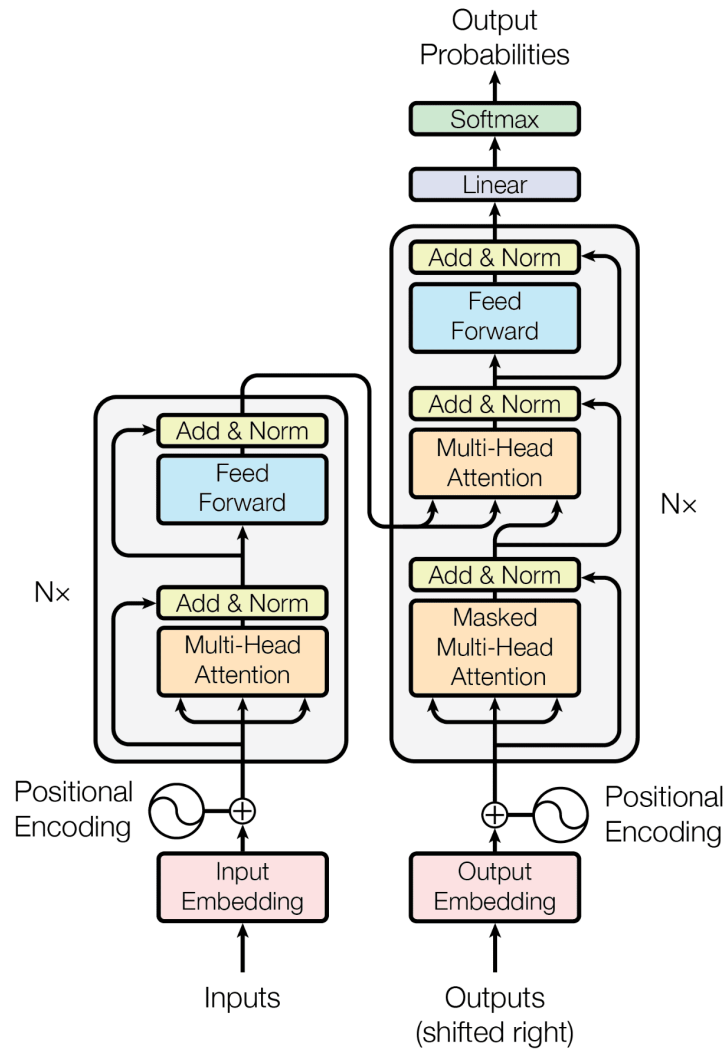 Output
Probabilities
Softmax
Linear
Add & Norm
Feed
Forward
Add & Norm
Multi-Head
Attention
Nx
Add & Norm
Masked
Multi-Head
Attention
Add & Norm
Feed
Forward
Nx
Add & Norm
Multi-Head
Attention
Positional
Encoding
Positional
Encoding
Input
Embedding
Output
Embedding
Inputs
Outputs
(shifted right)